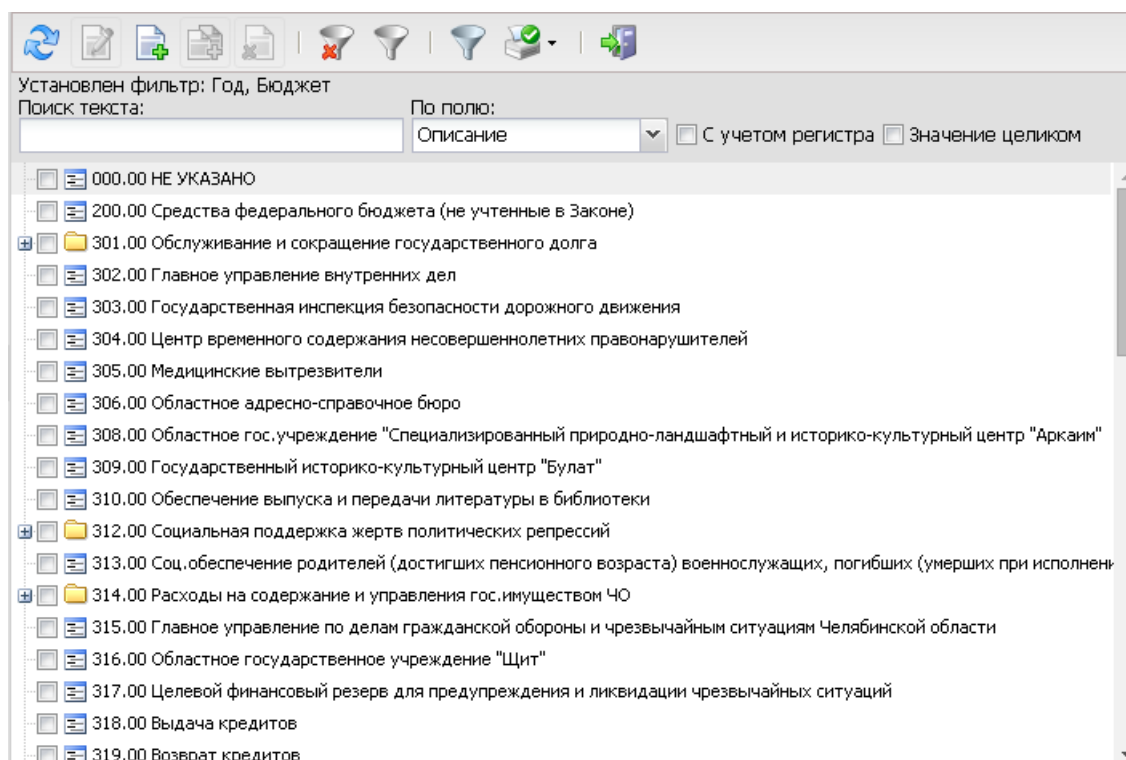 Установлен фильтр: Год, Бюджет
Поиск текста: По полю:
Описание С учетом регистра Значение целиком
000.00 НЕ УКАЗАНО
200.00 Средства федерального бюджета (не учтенные в Законе)
301.00 Обслуживание и сокращение государственного долга
302.00 Главное управление внутренних дел
303.00 Государственная инспекция безопасности дорожного движения
304.00 Центр временного содержания несовершеннолетних правонарушителей
305.00 Медицинские вытрезвители
306.00 Областное адресно-справочное бюро
308.00 Областное гос.учреждение "Специализированный природно-ландшафтный и историко-культурный центр "Аркаим"
309.00 Государственный историко-культурный центр "Булат"
310.00 Обеспечение выпуска и передачи литературы в библиотеки
312.00 Социальная поддержка жертв политических репрессий
313.00 Соц.обеспечение родителей (достигших пенсионного возраста) военнослужащих, погибших (умерших при исполнени
314.00 Расходы на содержание и управления гос.имуществом ЧО
315.00 Главное управление по делам гражданской обороны и чрезвычайным ситуациям Челябинской области
316.00 Областное государственное учреждение "Щит"
317.00 Целевой финансовый резерв для предупреждения и ликвидации чрезвычайных ситуаций
318.00 Выдача кредитов
319.00 Возврат кредитов